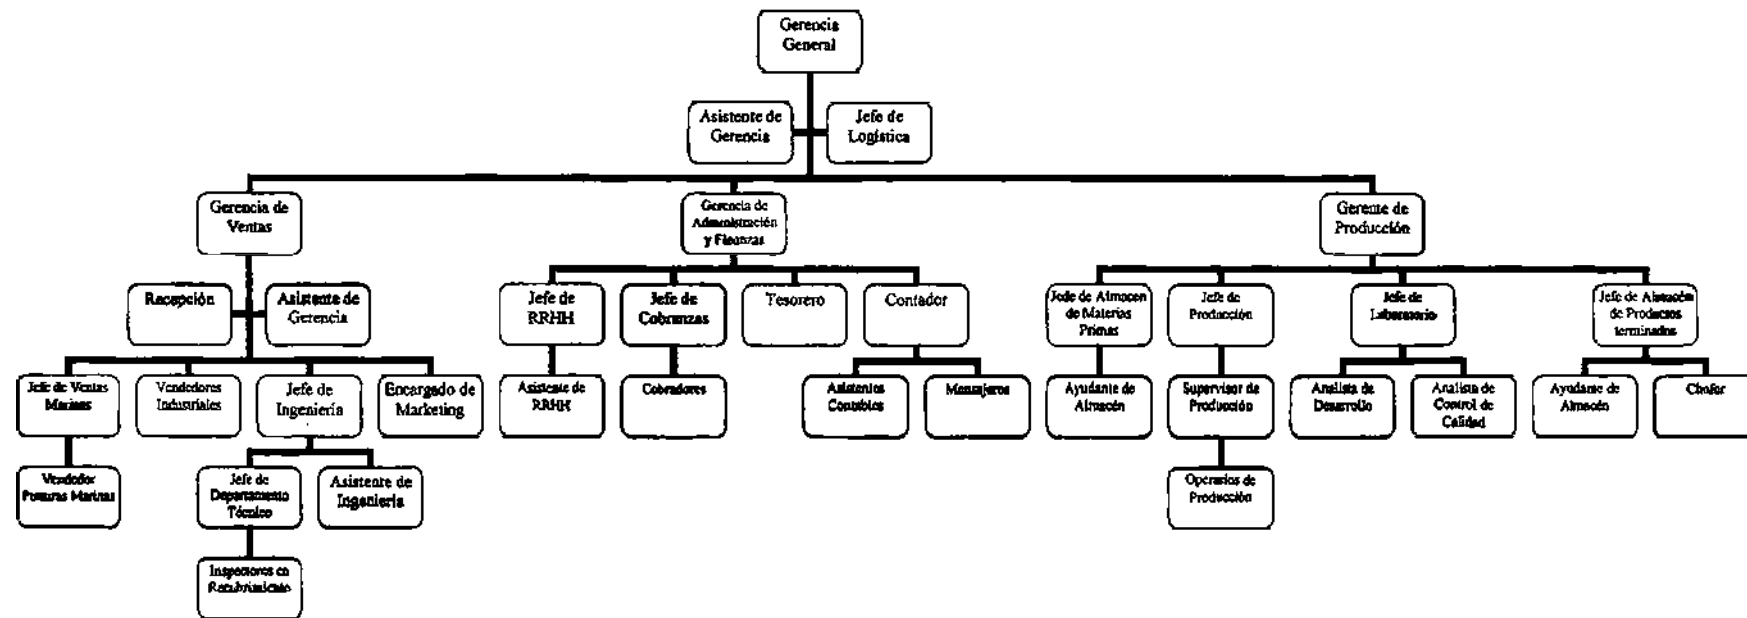 Gerencia
General
Asistente de
Gerencia
Jefe de
Logística
Gerencia de
Ventas
Gerencia de
Administración
y Finanzas
Gerente de
Producción
Recepción
Asistente de
Gerencia
Jefe de
RRHH
Jefe de
Cobranzas
Tesorero
Contador
Jede de Almacen
de Materias
Primas
Jefe de
Producción
Jefe de
Laboratorio
Jefe de Almacén
de Productos
terminados
Jefe de Ventas
Marinas
Vendedores
Industriales
Jefe de
Ingeniería
Encargado de
Marketing
Asistente de
RRHH
Cobradores
Asistentes
Contables
Mensajeros
Ayudante de
Almacén
Supervisor de
Producción
Analista de
Desarrollo
Analista de
Control de
Calidad
Ayudante de
Almacén
Chofer
Vendedor
Marinas
Jefe de
Departamento
Técnico
Asistente de
Ingeniería
Operarios de
Producción
Inspectores en
Recubrimiento